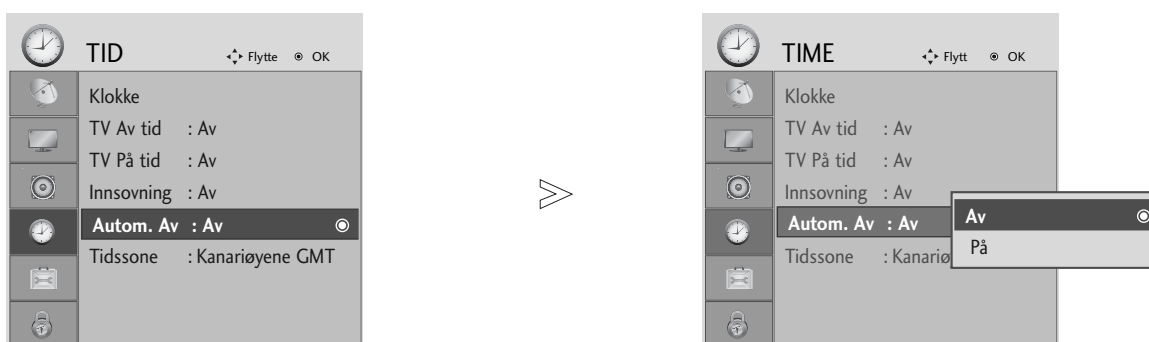 TID Flytte OK
Klokke
TV Av tid : Av
TV På tid : Av
Innsovning : Av
Autom. Av : Av
Tidssone : Kanariøyene GMT
TIME Flytt OK
Klokke
TV Av tid : Av
TV På tid : Av
Innsovning : Av
Autom. Av : Av
Tidssone : Kanariø
Av
På